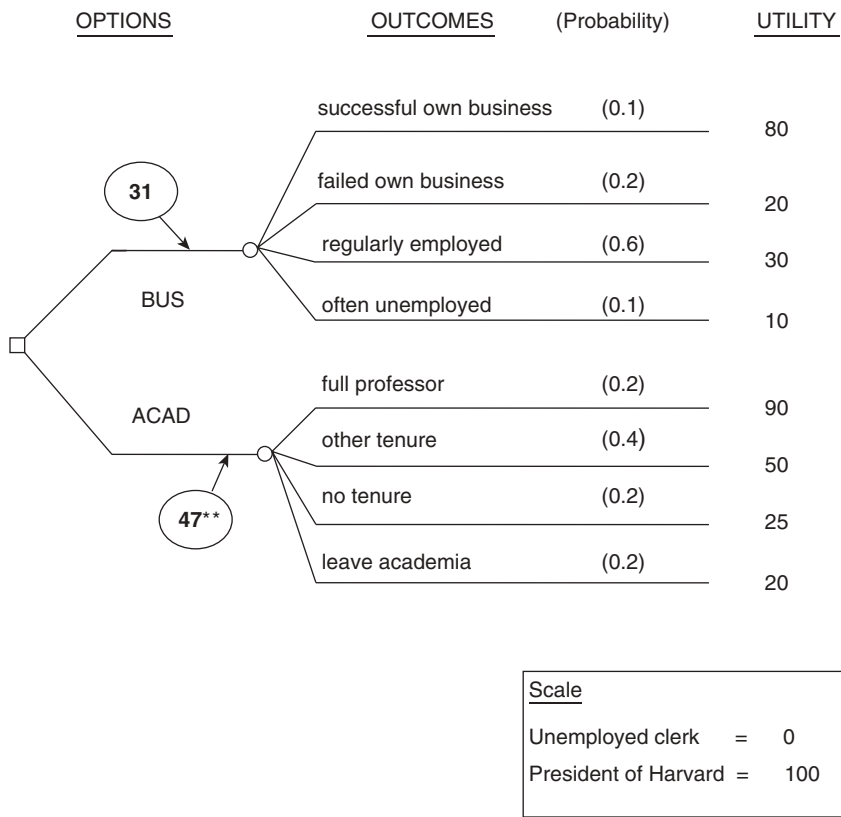 OPTIONS OUTCOMES (Probability) UTILITY
successful own business (0.1) 80
failed own business (0.2) 20
31
regularly employed (0.6) 30
BUS
often unemployed (0.1) 10
full professor (0.2) 90
ACAD
other tenure (0.4) 50
no tenure (0.2) 25
47**
leave academia (0.2) 20
Scale
Unemployed clerk = 0
President of Harvard = 100